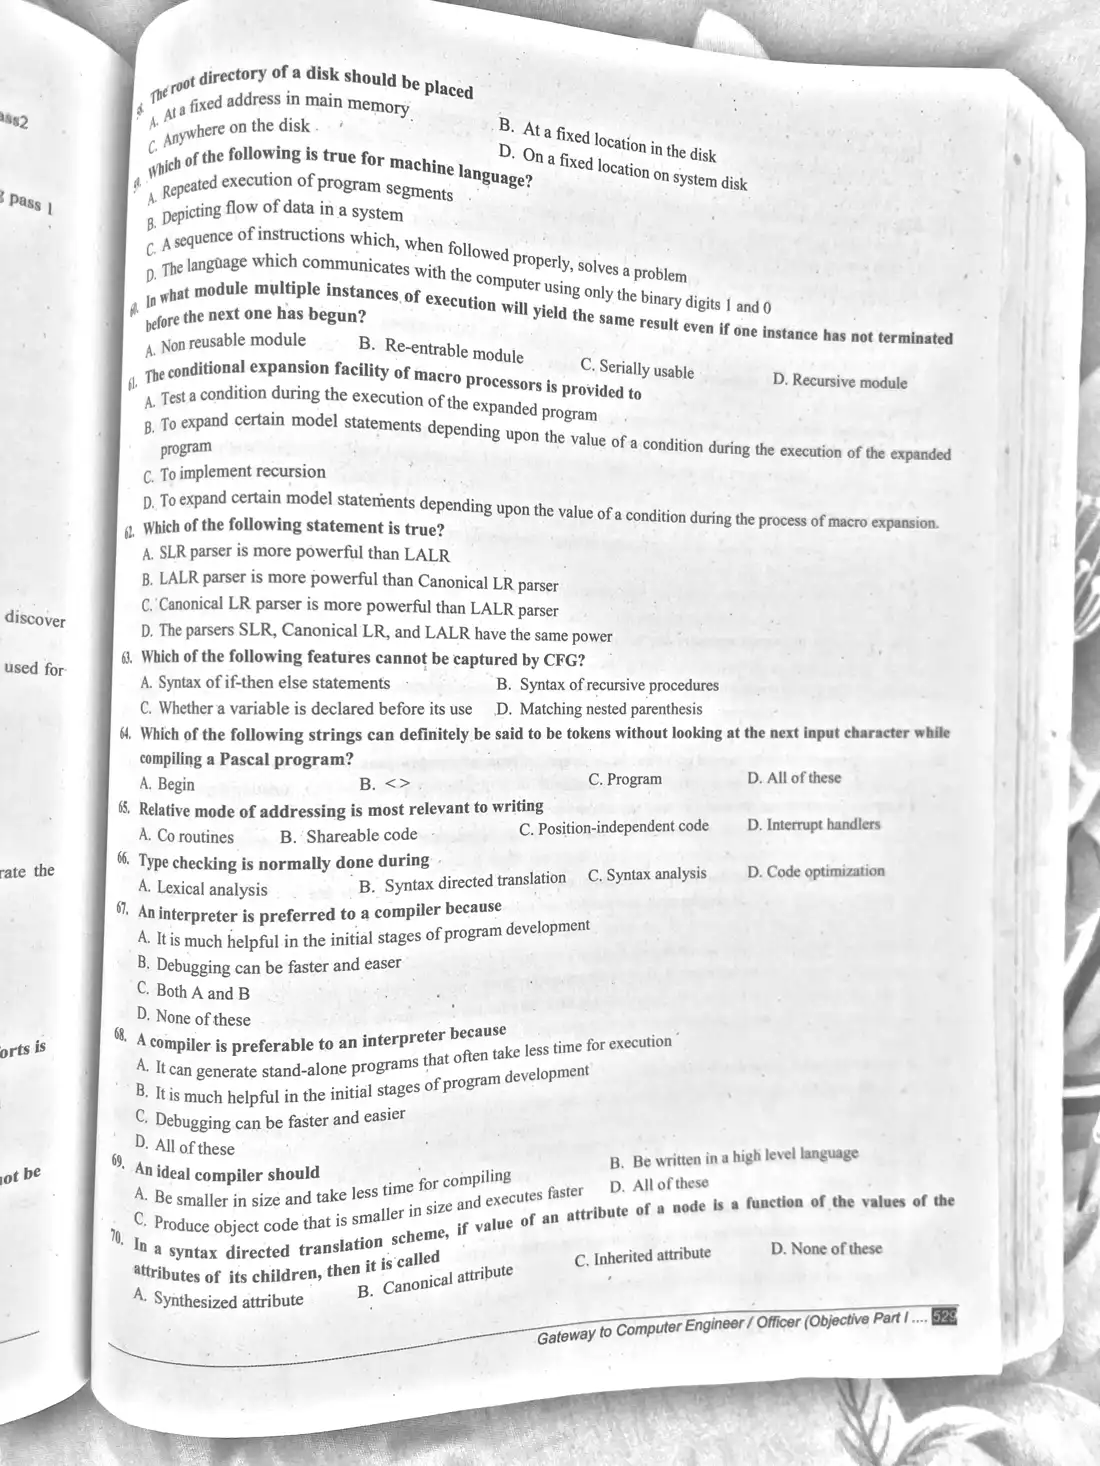 ass2
g pass 1
discover
used for
rate the
orts is
not be
The root directory of a disk should be placed
A. At a fixed address in main memory
B. At a fixed location in the disk
C. Anywhere on the disk
D. On a fixed location on system disk
Which of the following is true for machine language?
A. Repeated execution of program segments
B. Depicting flow of data in a system
C. A sequence of instructions which, when followed properly, solves a problem
D. The language which communicates with the computer using only the binary digits 1 and 0
60. In what module multiple instances of execution will yield the same result even if one instance has not terminated
before the next one has begun?
A. Non reusable module B. Re-entrable module C. Serially usable D. Recursive module
61. The conditional expansion facility of macro processors is provided to
A. Test a condition during the execution of the expanded program
B. To expand certain model statements depending upon the value of a condition during the execution of the expanded
program
C. To implement recursion
D. To expand certain model statements depending upon the value of a condition during the process of macro expansion.
62. Which of the following statement is true?
A. SLR parser is more powerful than LALR
B. LALR parser is more powerful than Canonical LR parser
C. Canonical LR parser is more powerful than LALR parser
D. The parsers SLR, Canonical LR, and LALR have the same power
63. Which of the following features cannot be captured by CFG?
A. Syntax of if-then else statements B. Syntax of recursive procedures
C. Whether a variable is declared before its use D. Matching nested parenthesis
64. Which of the following strings can definitely be said to be tokens without looking at the next input character while
compiling a Pascal program?
A. Begin B. < > C. Program D. All of these
65. Relative mode of addressing is most relevant to writing
A. Co routines B. Shareable code C. Position-independent code D. Interrupt handlers
66. Type checking is normally done during
A. Lexical analysis B. Syntax directed translation C. Syntax analysis D. Code optimization
67. An interpreter is preferred to a compiler because
A. It is much helpful in the initial stages of program development
B. Debugging can be faster and easer
C. Both A and B
D. None of these
68. A compiler is preferable to an interpreter because
A. It can generate stand-alone programs that often take less time for execution
B. It is much helpful in the initial stages of program development
C. Debugging can be faster and easier
D. All of these
69. An ideal compiler should
A. Be smaller in size and take less time for compiling B. Be written in a high level language
C. Produce object code that is smaller in size and executes faster D. All of these
70. In a syntax directed translation scheme, if value of an attribute of a node is a function of the values of the
attributes of its children, then it is called
A. Synthesized attribute B. Canonical attribute C. Inherited attribute D. None of these
Gateway to Computer Engineer / Officer (Objective Part I .... 529